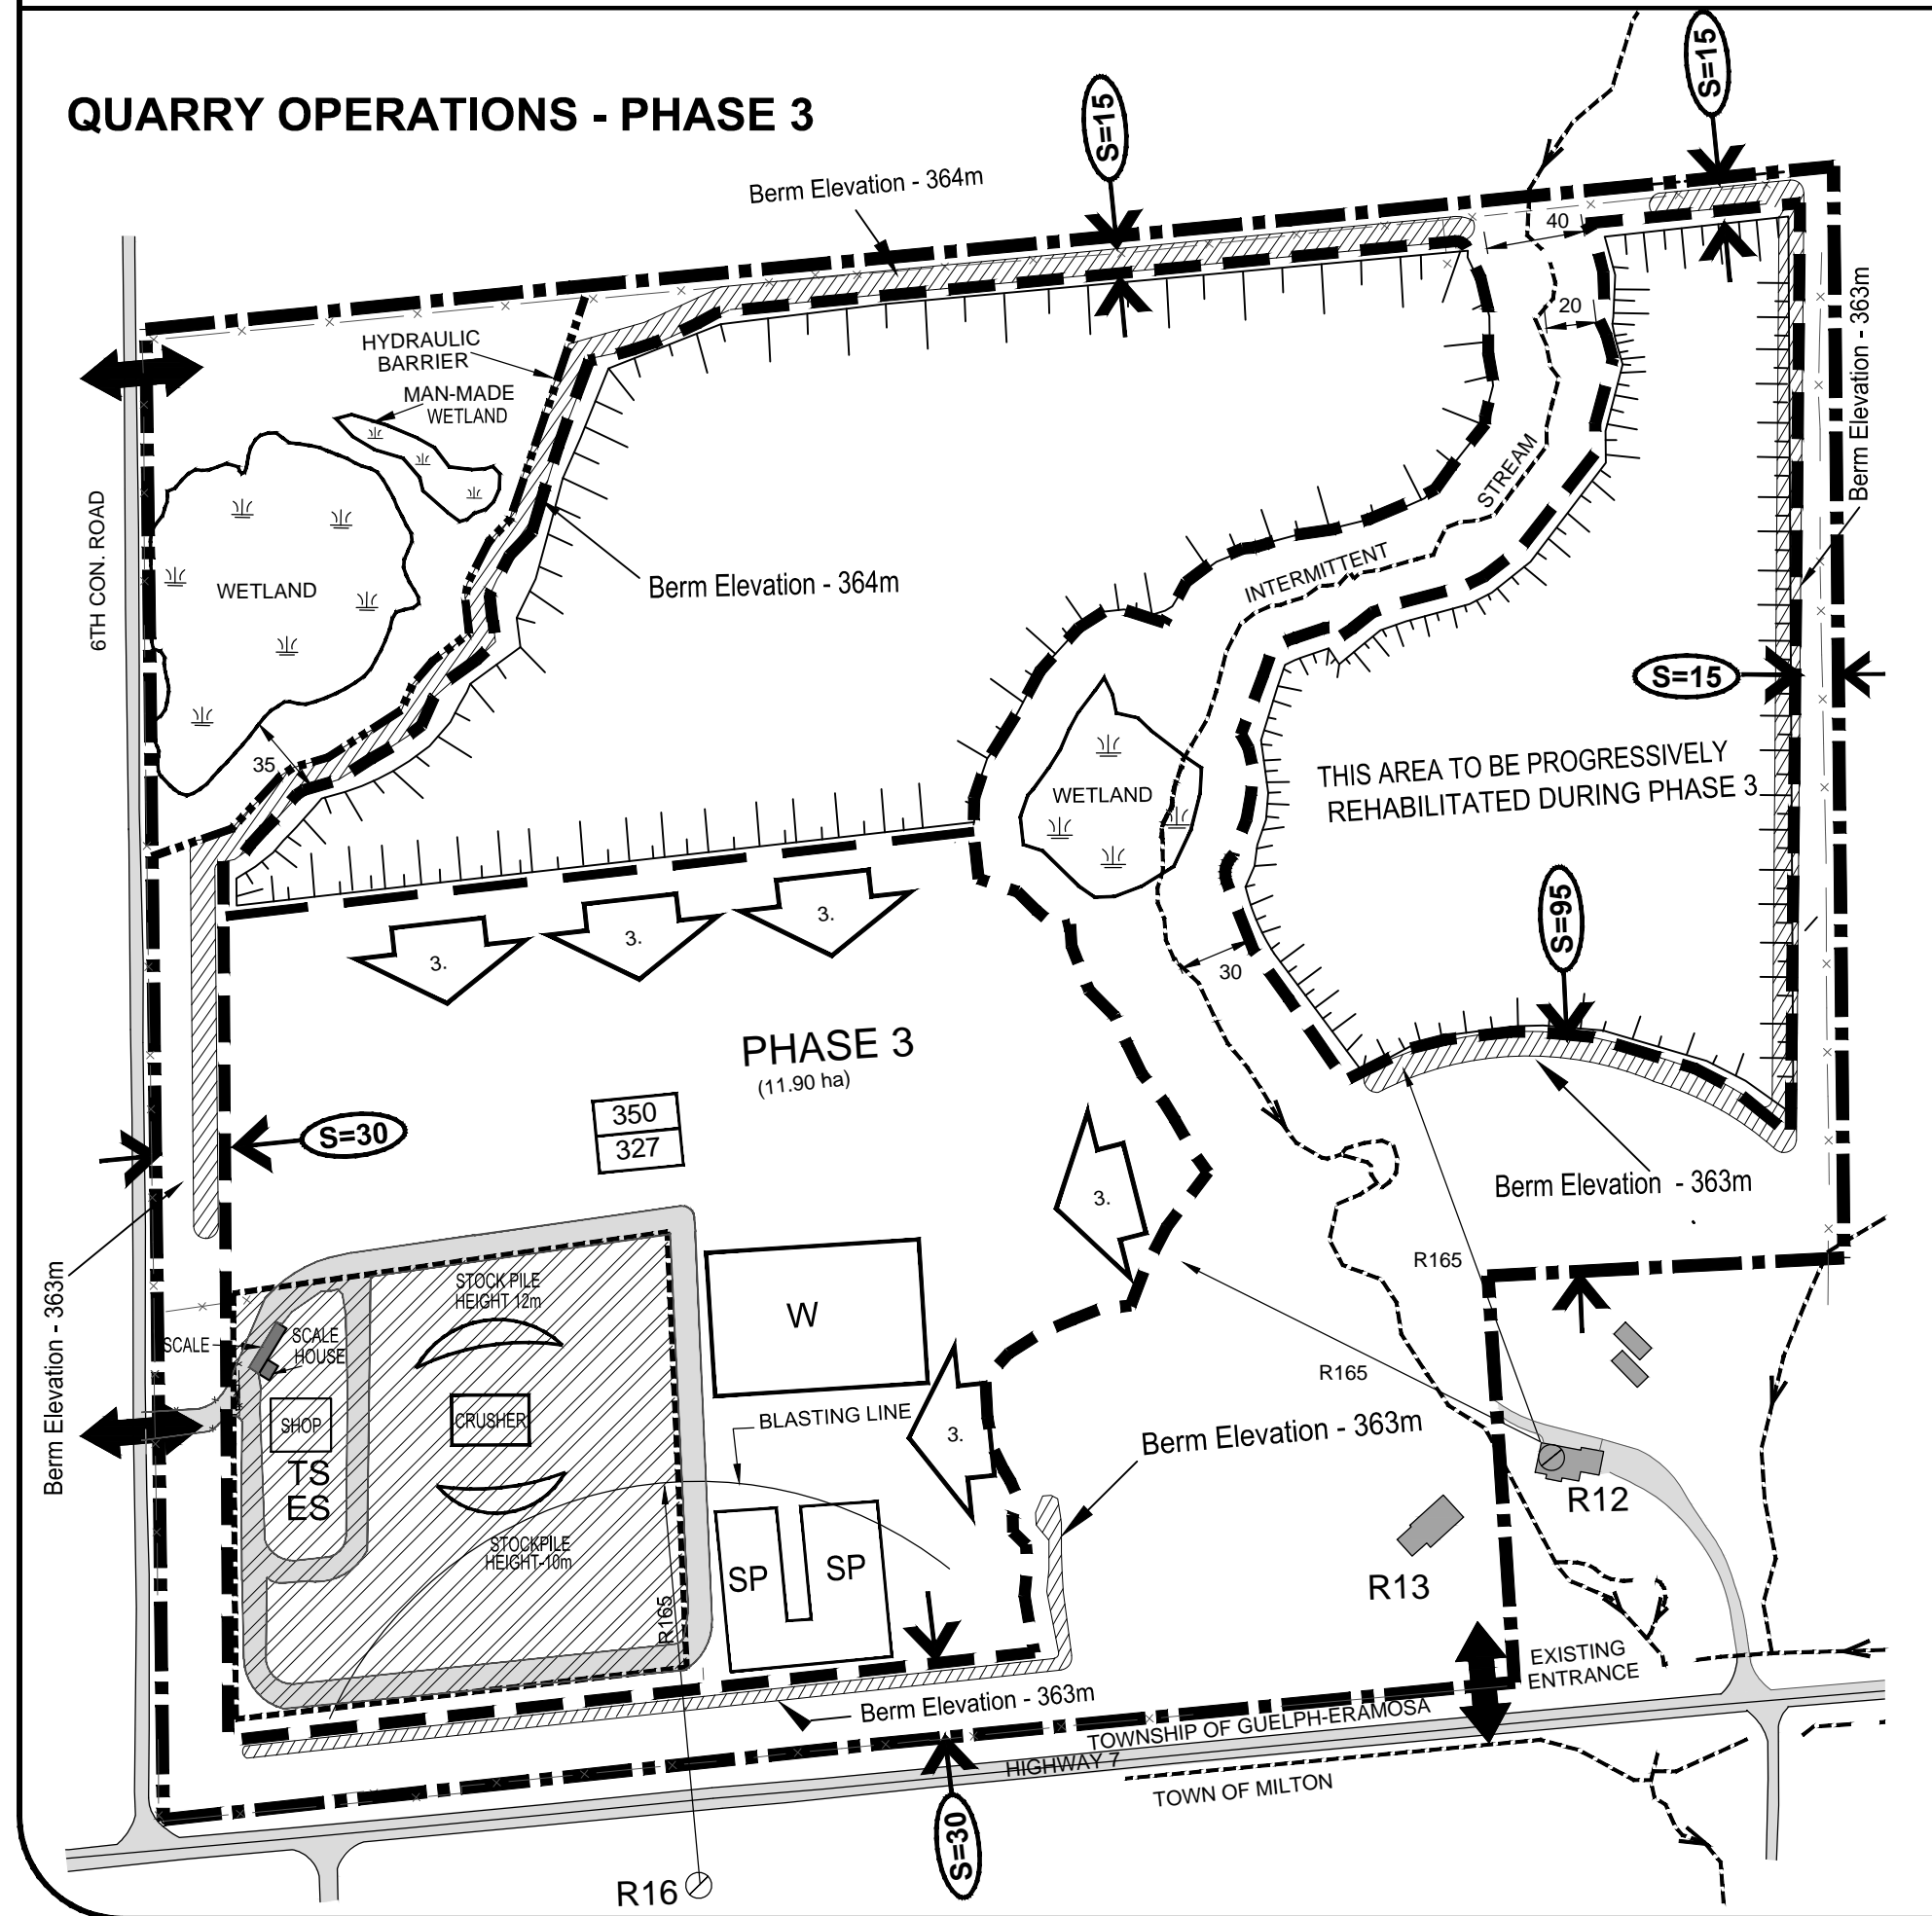 QUARRY OPERATIONS - PHASE 3
S=15
S=15
Berm Elevation - 364m
40
20
HYDRAULIC
BARRIER
MAN-MADE
WETLAND
Berm Elevation - 363m
6TH CON. ROAD
WETLAND
Berm Elevation - 364m
STREAM
INTERMITTENT
S=15
35
WETLAND
THIS AREA TO BE PROGRESSIVELY
REHABILITATED DURING PHASE 3
3.
3.
3.
S=95
30
PHASE 3
(11.90 ha)
350
327
S=30
3.
Berm Elevation - 363m
R165
Berm Elevation - 363m
STOCK PILE
HEIGHT 12m
SCALE
SCALE
HOUSE
W
R165
SHOP
CRUSHER
BLASTING LINE
3.
Berm Elevation - 363m
TS
ES
R12
STOCKPILE
HEIGHT-10m
SP
SP
R13
R165
EXISTING
ENTRANCE
Berm Elevation - 363m
TOWNSHIP OF GUELPH-ERAMOSA
HIGHWAY 7
TOWN OF MILTON
S=30
R16